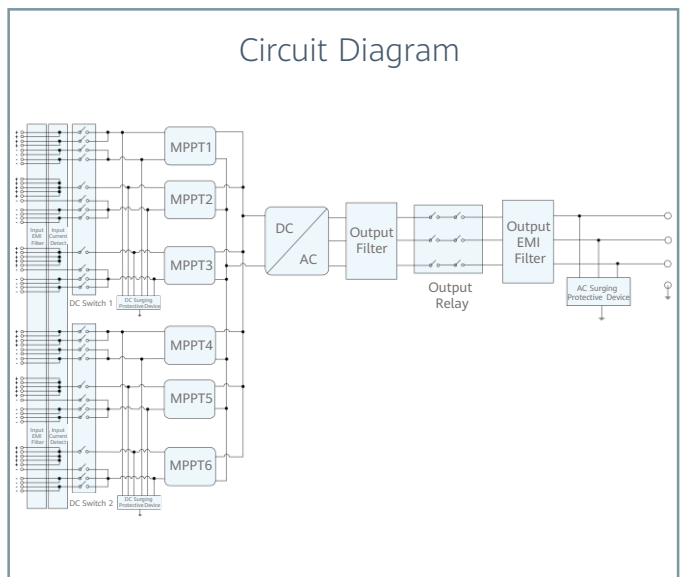 Circuit Diagram
MPPT1
MPPT2
MPPT3
Input
EMI
Filter
Input
Current
Detect
DC Switch 1
DC Surging
Protective Device
DC
AC
Output
Filter
Output
Relay
Output
EMI
Filter
AC Surging
Protective Device
MPPT4
MPPT5
MPPT6
Input
EMI
Filter
Input
Current
Detect
DC Switch 2
DC Surging
Protective Device